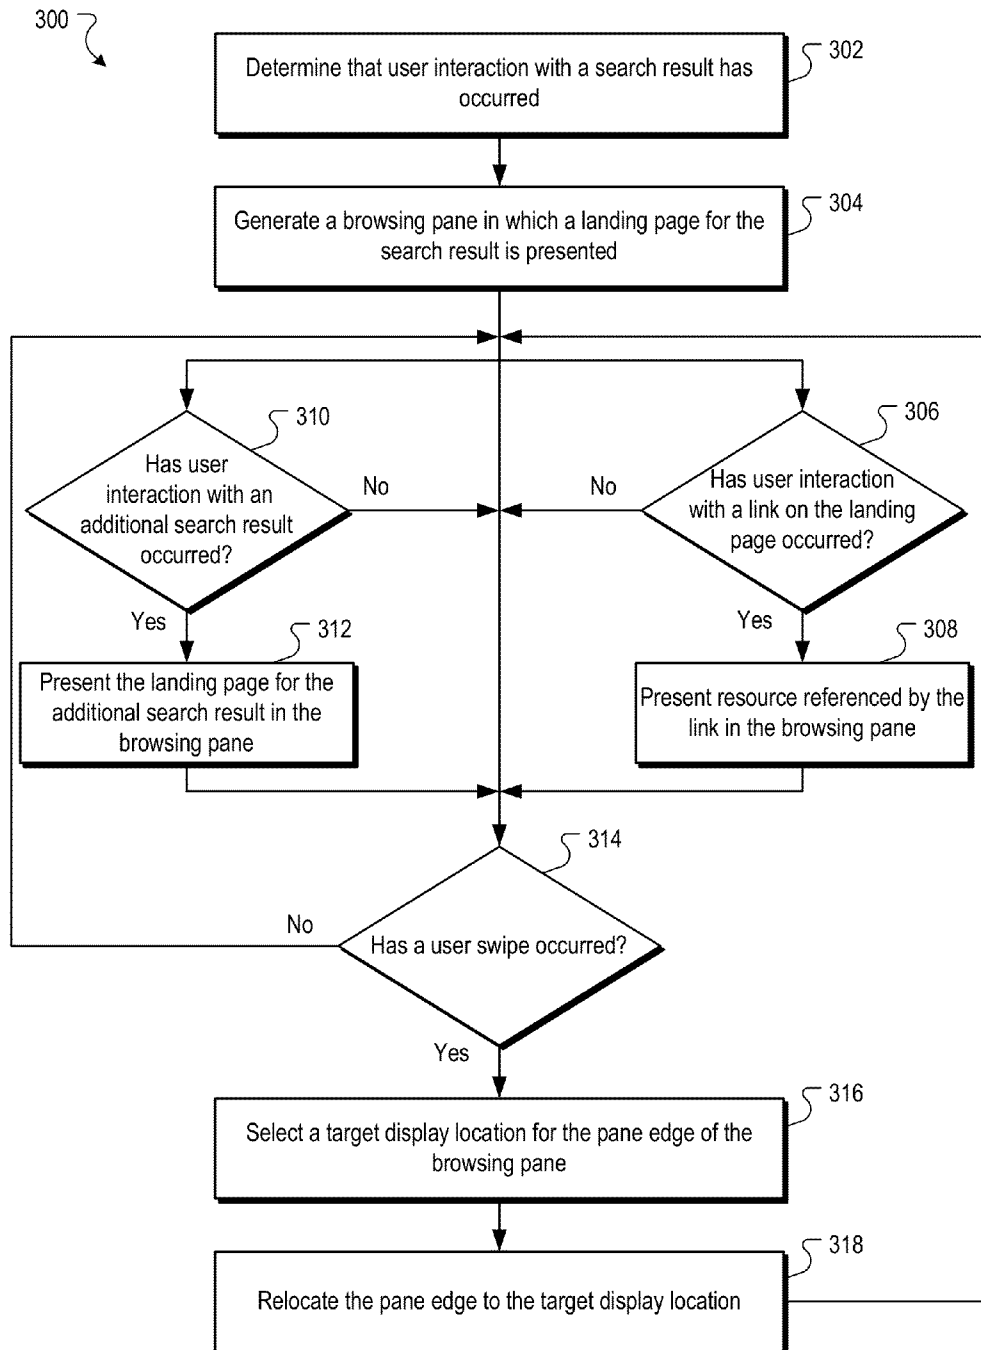 300
302
Determine that user interaction with a search result has
occurred
304
Generate a browsing pane in which a landing page for the
search result is presented
310
306
Has user
interaction with an
additional search result
occurred?
No
No
Has user interaction
with a link on the landing
page occurred?
Yes
Yes
312
308
Present the landing page for the
additional search result in the
browsing pane
Present resource referenced by the
link in the browsing pane
314
No
Has a user swipe occurred?
Yes
316
Select a target display location for the pane edge of the
browsing pane
318
Relocate the pane edge to the target display location